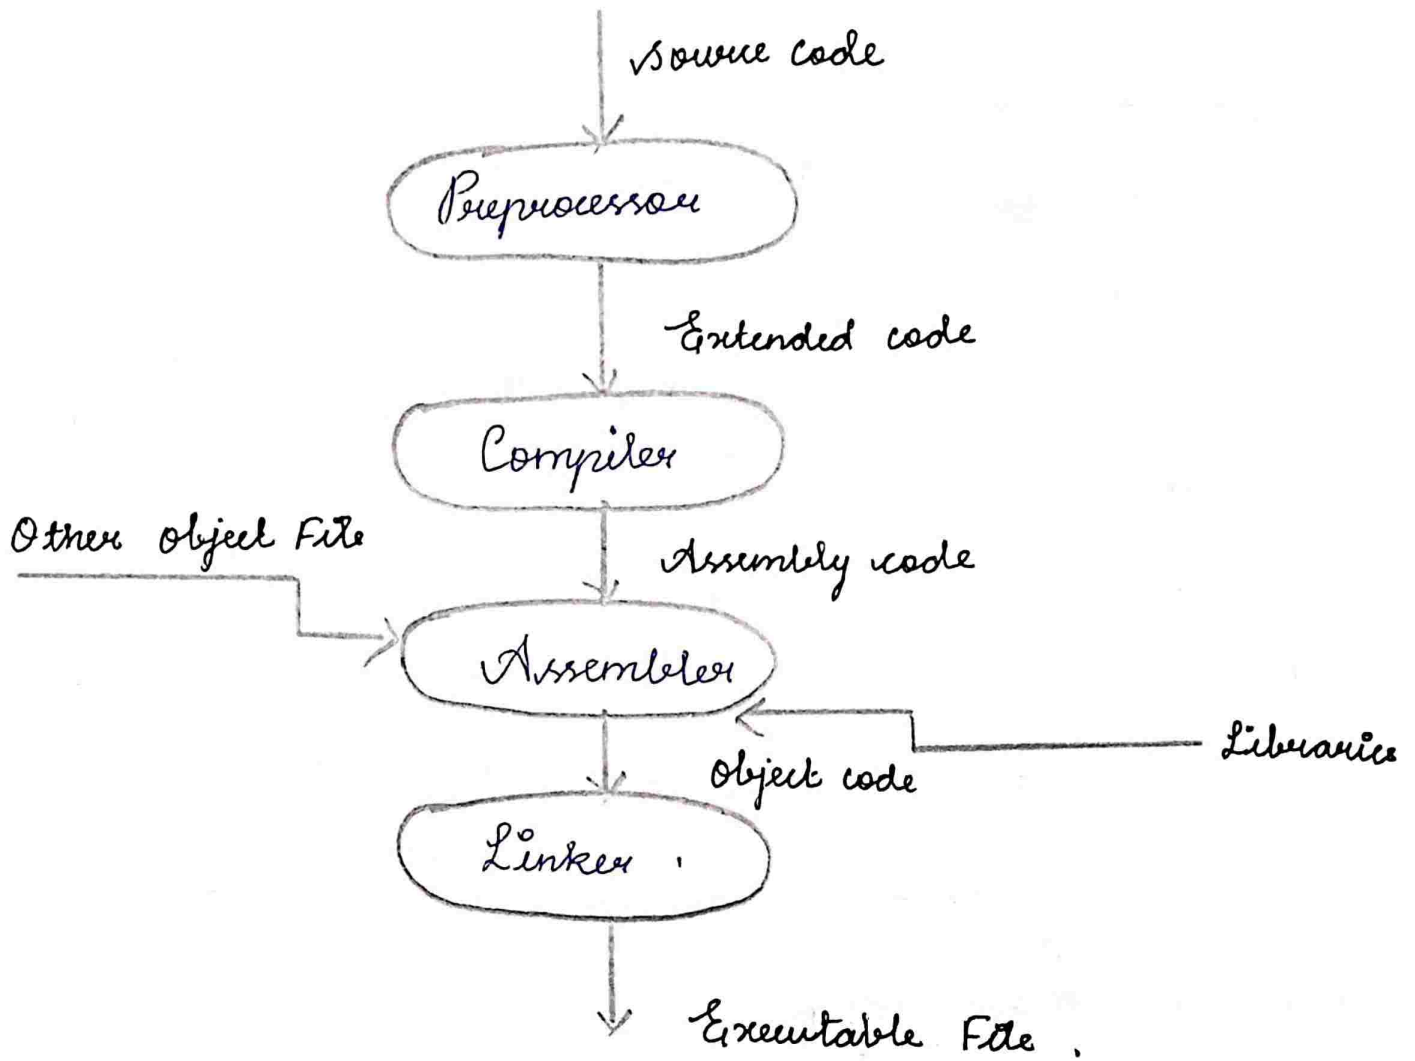 source code
Preprocessor
Extended code
Compiler
Other object File
Assembly code
Assembler
Libraries
object code
Linker .
Executable File .